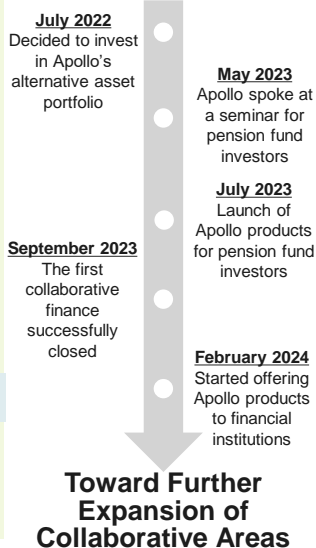 July 2022
Decided to invest
in Apollo's
alternative asset
portfolio
May 2023
Apollo spoke at
a seminar for
pension fund
investors
July 2023
Launch of
Apollo products
for pension fund
investors
September 2023
The first
collaborative
finance
successfully
closed
February 2024
Started offering
Apollo products
to financial
institutions
Toward Further
Expansion of
Collaborative Areas